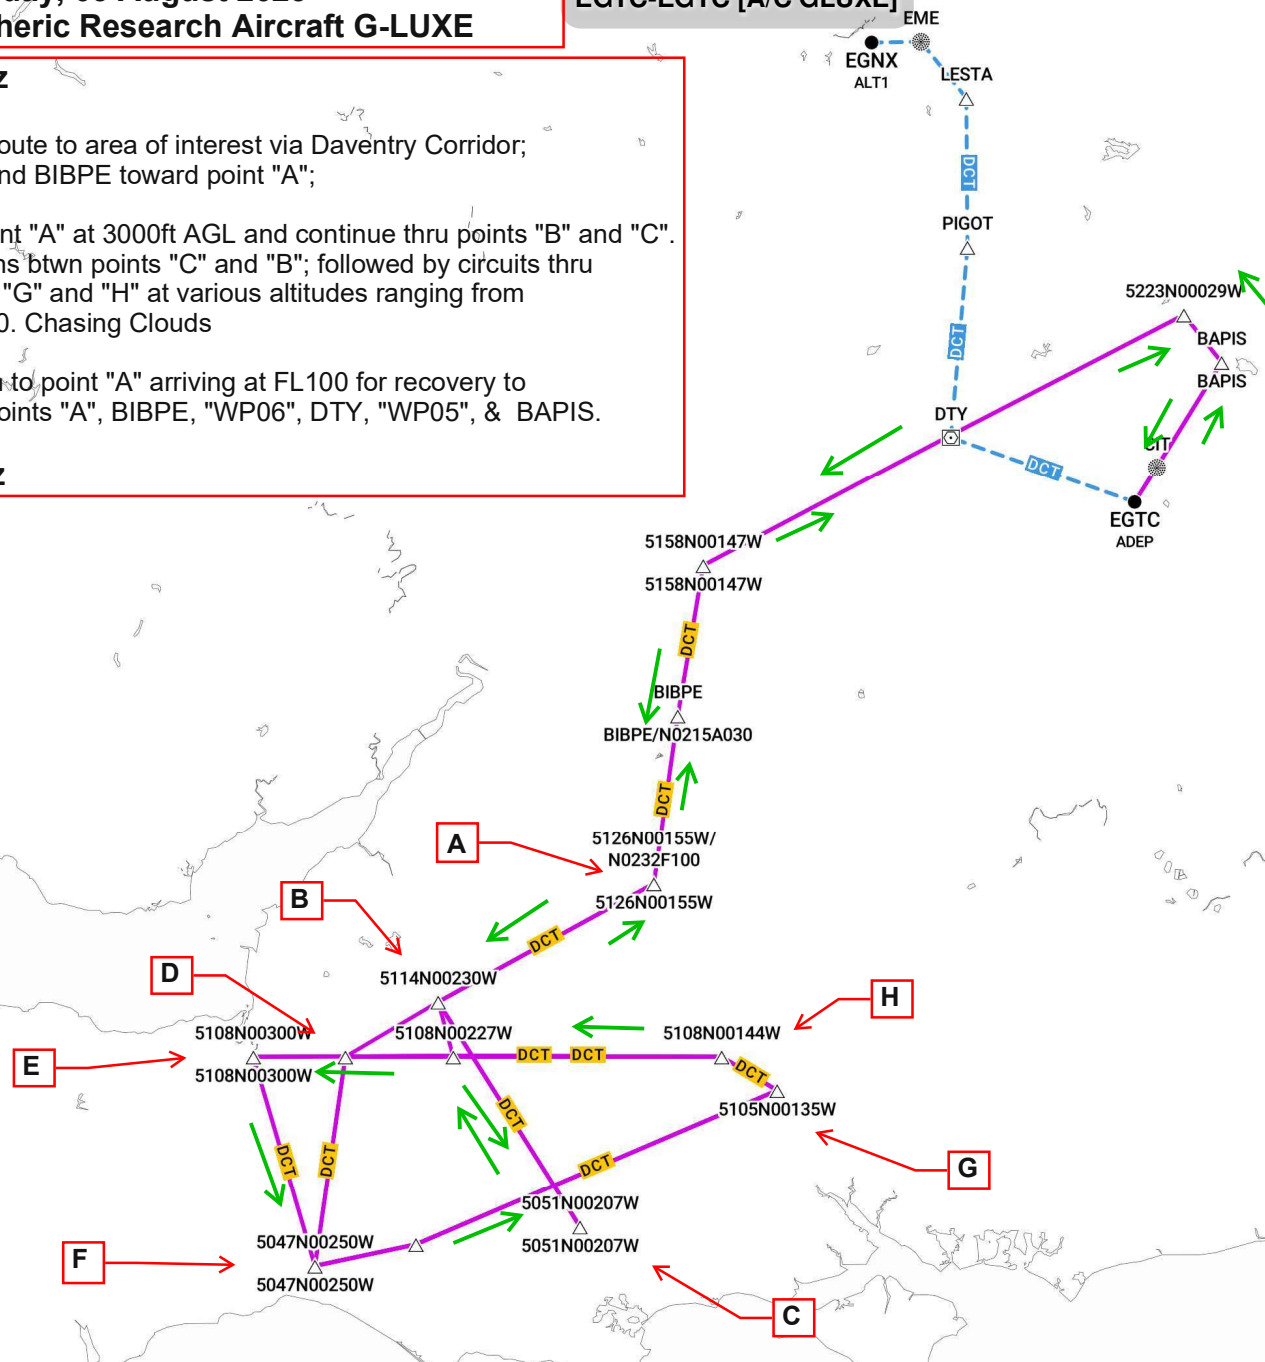 EGTC-EGTC [A/C GLUXE]
heric Research Aircraft G-LUXE
z
oute to area of interest via Daventry Corridor;
nd BIBPE toward point "A";
nt "A" at 3000ft AGL and continue thru points "B" and "C".
ns btwn points "C" and "B"; followed by circuits thru
"G" and "H" at various altitudes ranging from
0. Chasing Clouds
to point "A" arriving at FL100 for recovery to
oints "A", BIBPE, "WP06", DTY, "WP05", & BAPIS.
z
EME
EGNX
ALT1
LESTA
DCT
PIGOT
DCT
5223N00029W
BAPIS
BAPIS
DTY
DCT
CIT
EGTC
ADEP
5158N00147W
5158N00147W
DCT
BIBPE
BIBPE/N0215A030
DCT
A
5126N00155W/
N0232F100
5126N00155W
B
DCT
D
5114N00230W
H
5108N00300W
5108N00227W
5108N00144W
E
DCT
DCT
DCT
5108N00300W
5105N00135W
DCT
DCT
DCT
DCT
G
5051N00207W
F
5047N00250W
5051N00207W
5047N00250W
C